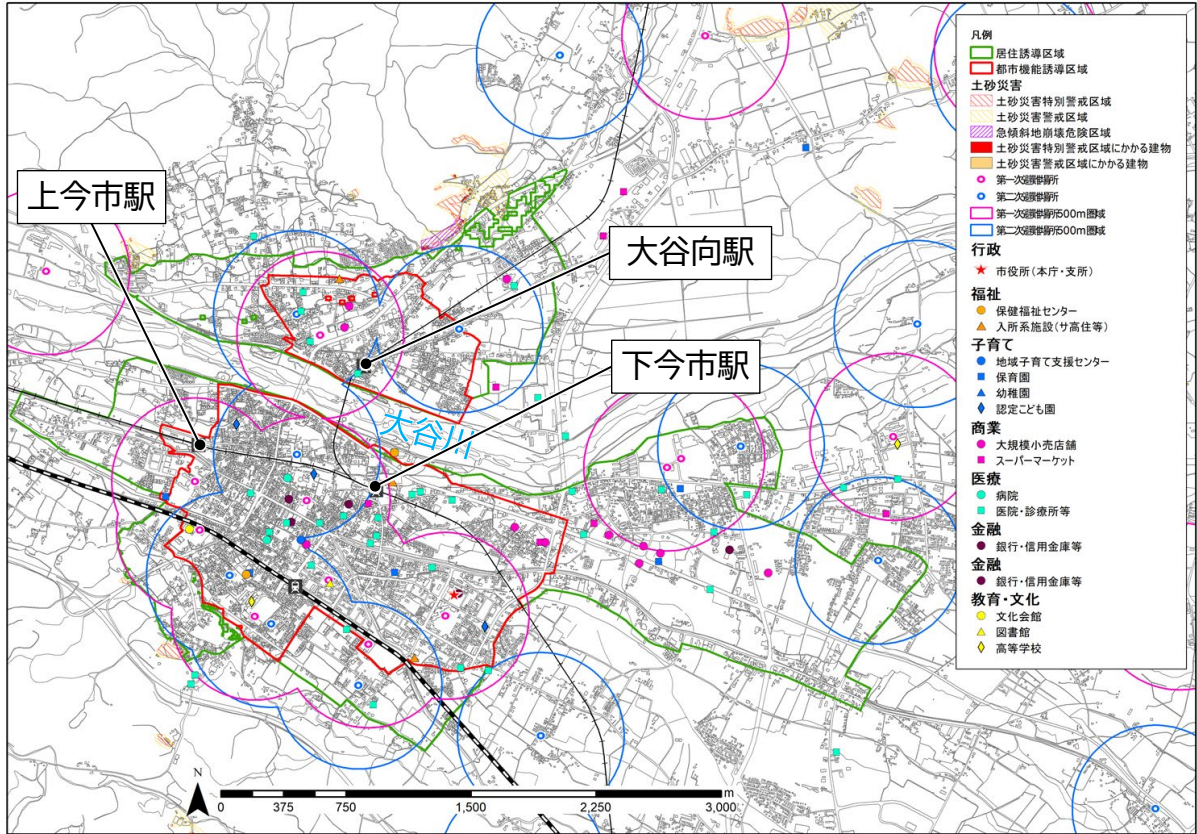 上今市駅
大谷向駅
下今市駅
大谷川
凡例
居住誘導区域
都市機能誘導区域
土砂災害
土砂災害特別警戒区域
土砂災害警戒区域
急傾斜地崩壊危険区域
土砂災害特別警戒区域にかかる建物
土砂災害警戒区域にかかる建物
第一次避難場所
第二次避難場所
第一次避難場所500m圏域
第二次避難場所500m圏域
行政
市役所(本庁・支所)
福祉
保健福祉センター
入所系施設(サ高住等)
子育て
地域子育て支援センター
保育園
幼稚園
認定こども園
商業
大規模小売店舗
スーパーマーケット
医療
病院
医院・診療所等
金融
銀行・信用金庫等
金融
銀行・信用金庫等
教育・文化
文化会館
図書館
高等学校
N
0 375 750 1,500 2,250 3,000 m